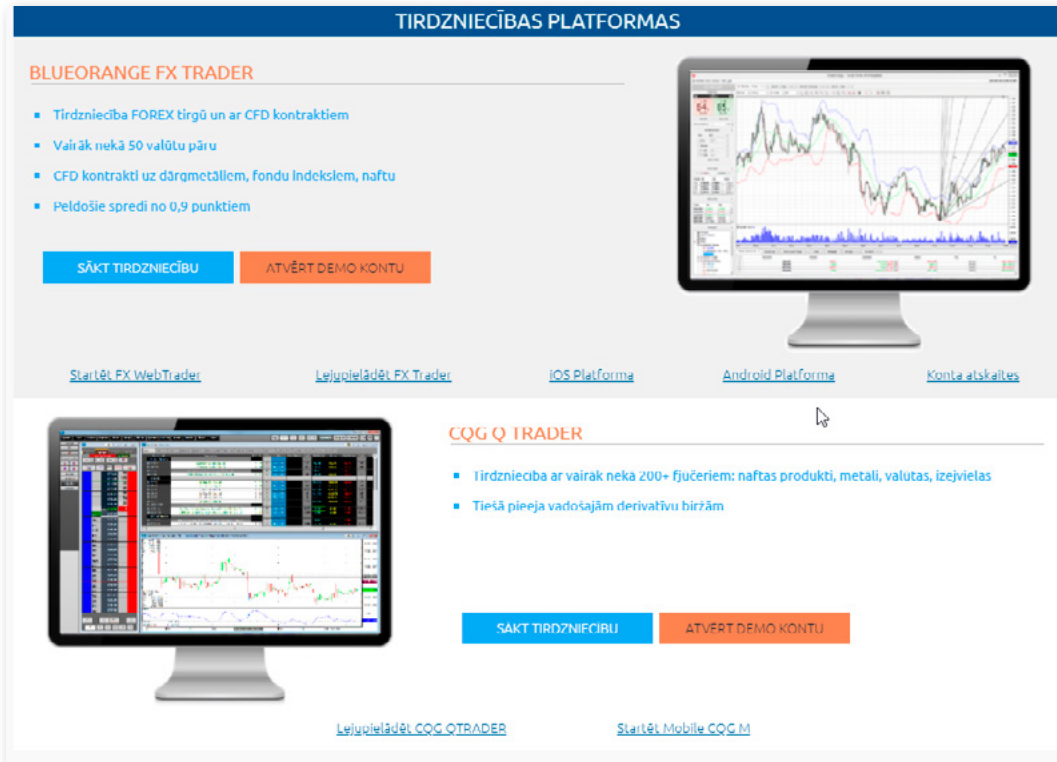 TIRDZNIECĪBAS PLATFORMAS
BLUEORANGE FX TRADER
Tirdzniecība FOREX tirgū un ar CFD kontraktiem
Vairāk nekā 50 valūtu pāru
CFD kontrakti uz dārgmetāliem, fondu indeksiem, naftu
Peldošie spredi no 0,9 punktiem
SĀKT TIRDZNIECĪBU ATVĒRT DEMO KONTU
Startēt FX WebTrader Lejupielādēt FX Trader iOS Platforma Android Platforma Konta atskaites
CQG Q TRADER
Tirdzniecība ar vairāk nekā 200+ fjučeriem: naftas produkti, metāli, valūtas, izejvielas
Tiešā pieeja vadošajām derivatīvu biržām
SĀKT TIRDZNIECĪBU ATVĒRT DEMO KONTU
Lejupielādēt CQG QTRADER Startēt Mobile CQG M